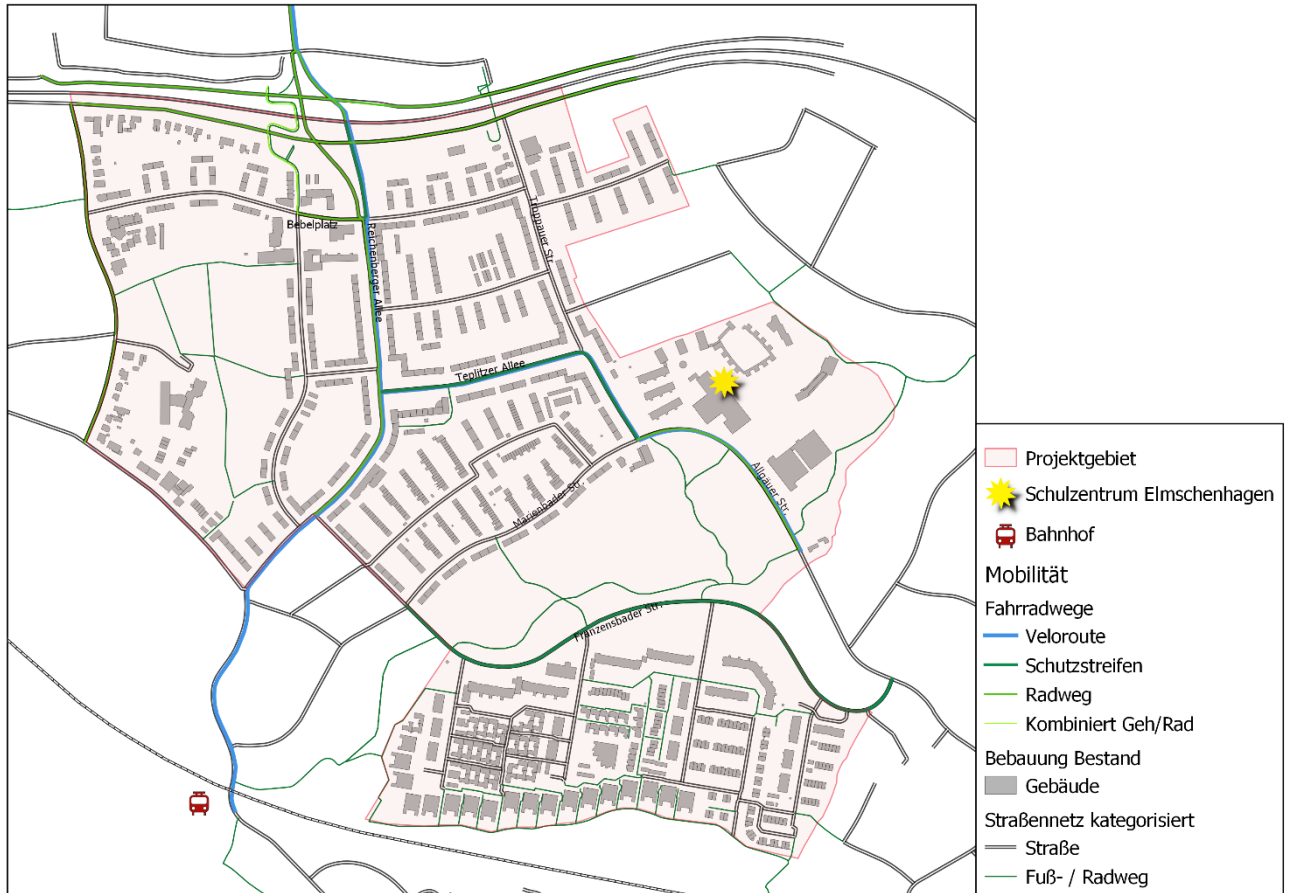 Bebelplatz
Reichenberger Allee
Troppauer Str.
Teplitzer Allee
Marienbader Str.
Allgäuer Str.
Franzensbader Str.
Projektgebiet
Schulzentrum Elmschenhagen
Bahnhof
Mobilität
Fahrradwege
Veloroute
Schutzstreifen
Radweg
Kombiniert Geh/Rad
Bebauung Bestand
Gebäude
Straßennetz kategorisiert
Straße
Fuß- / Radweg